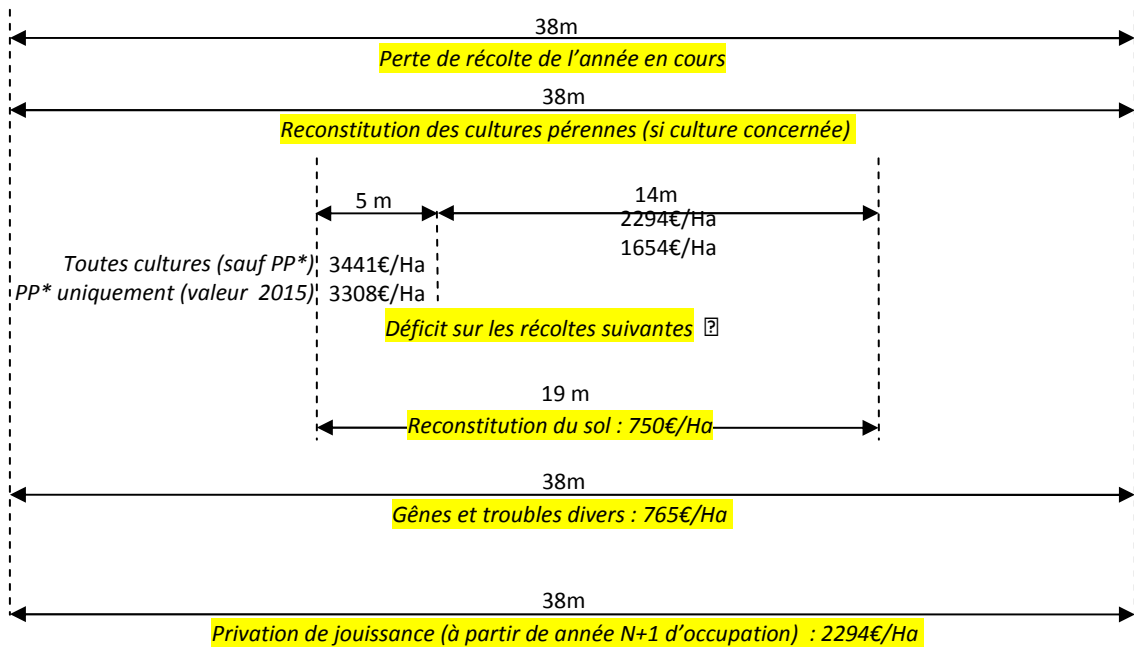 38m
Perte de récolte de l’année en cours
38m
Reconstitution des cultures pérennes (si culture concernée)
5 m
14m
2294€/Ha
1654€/Ha
Toutes cultures (sauf PP*) 3441€/Ha
PP* uniquement (valeur 2015) 3308€/Ha
Déficit sur les récoltes suivantes
19 m
Reconstitution du sol : 750€/Ha
38m
Gênes et troubles divers : 765€/Ha
38m
Privation de jouissance (à partir de année N+1 d’occupation) : 2294€/Ha